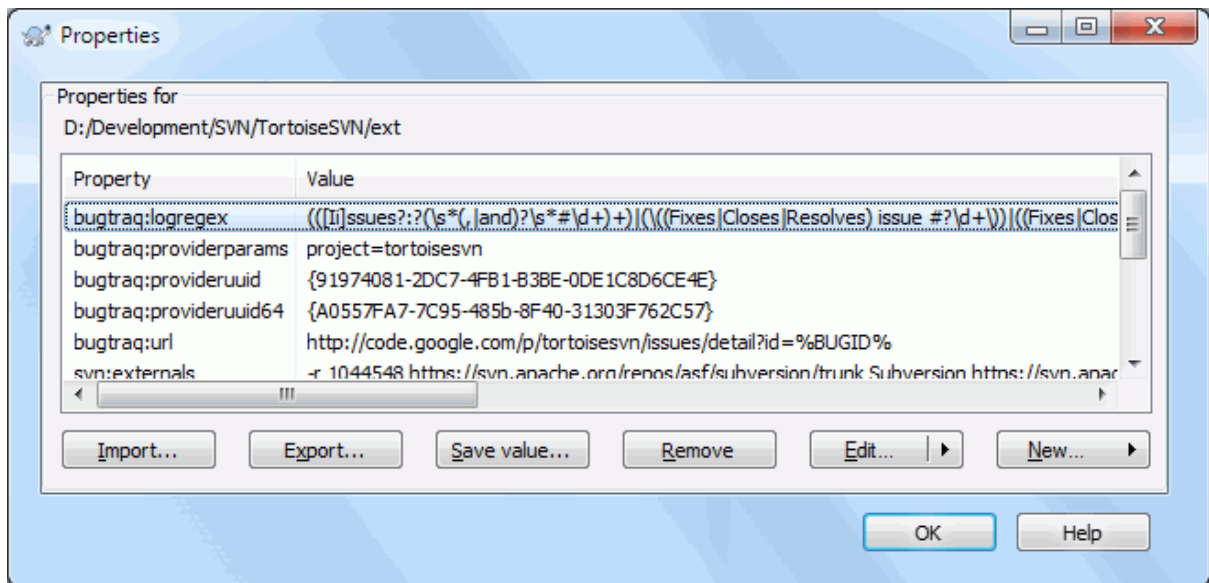 Properties
Properties for
D:/Development/SVN/TortoiseSVN/ext
Property Value
bugtraq:logregex (([Ii]ssues?:?(\s*(,|and)?\s*#\d+)+)|(\((Fixes|Closes|Resolves) issue #?\d+\))|((Fixes|Clos
bugtraq:providerparams project=tortoisesvn
bugtraq:provideruuid {91974081-2DC7-4FB1-B3BE-0DE1C8D6CE4E}
bugtraq:provideruuid64 {A0557FA7-7C95-485b-8F40-31303F762C57}
bugtraq:url http://code.google.com/p/tortoisesvn/issues/detail?id=%BUGID%
svn:externals -r 1044548 https://svn.apache.org/repos/asf/subversion/trunk Subversion https://svn.apac
Import... Export... Save value... Remove Edit... New...
OK Help